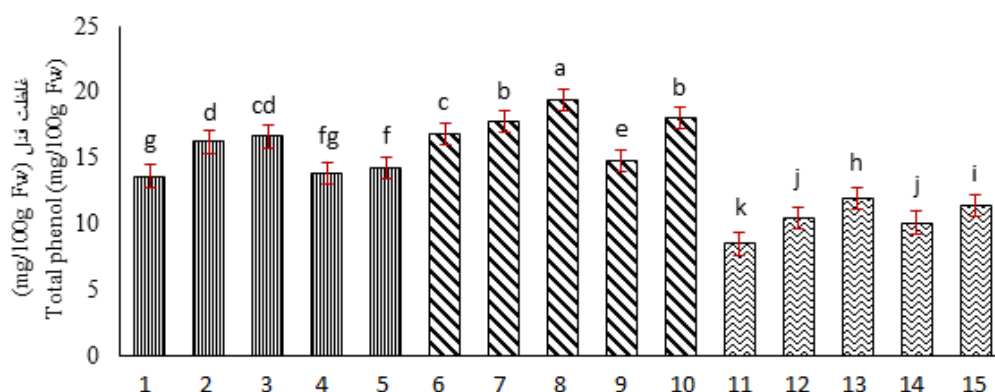 غلظت فنل (mg/100g Fw)
Total phenol (mg/100g Fw)
25
20
15
10
5
0
g d cd fg f c b a e b k j h j i
1 2 3 4 5 6 7 8 9 10 11 12 13 14 15